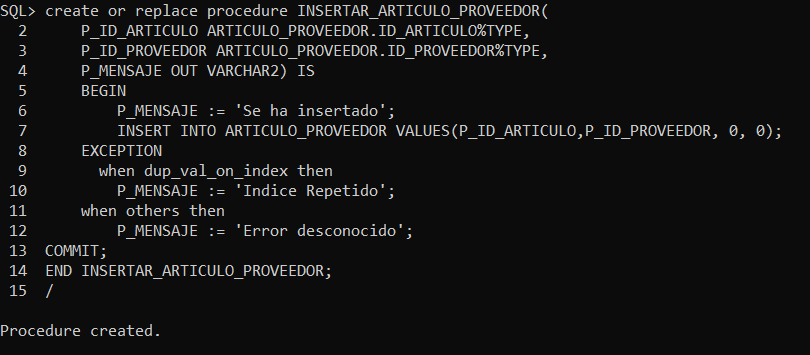 SQL> create or replace procedure INSERTAR_ARTICULO_PROVEEDOR(
  2      P_ID_ARTICULO ARTICULO_PROVEEDOR.ID_ARTICULO%TYPE,
  3      P_ID_PROVEEDOR ARTICULO_PROVEEDOR.ID_PROVEEDOR%TYPE,
  4      P_MENSAJE OUT VARCHAR2) IS
  5      BEGIN
  6          P_MENSAJE := 'Se ha insertado';
  7          INSERT INTO ARTICULO_PROVEEDOR VALUES(P_ID_ARTICULO,P_ID_PROVEEDOR, 0, 0);
  8      EXCEPTION
  9        when dup_val_on_index then
 10          P_MENSAJE := 'Indice Repetido';
 11      when others then
 12          P_MENSAJE := 'Error desconocido';
 13  COMMIT;
 14  END INSERTAR_ARTICULO_PROVEEDOR;
 15  /
Procedure created.